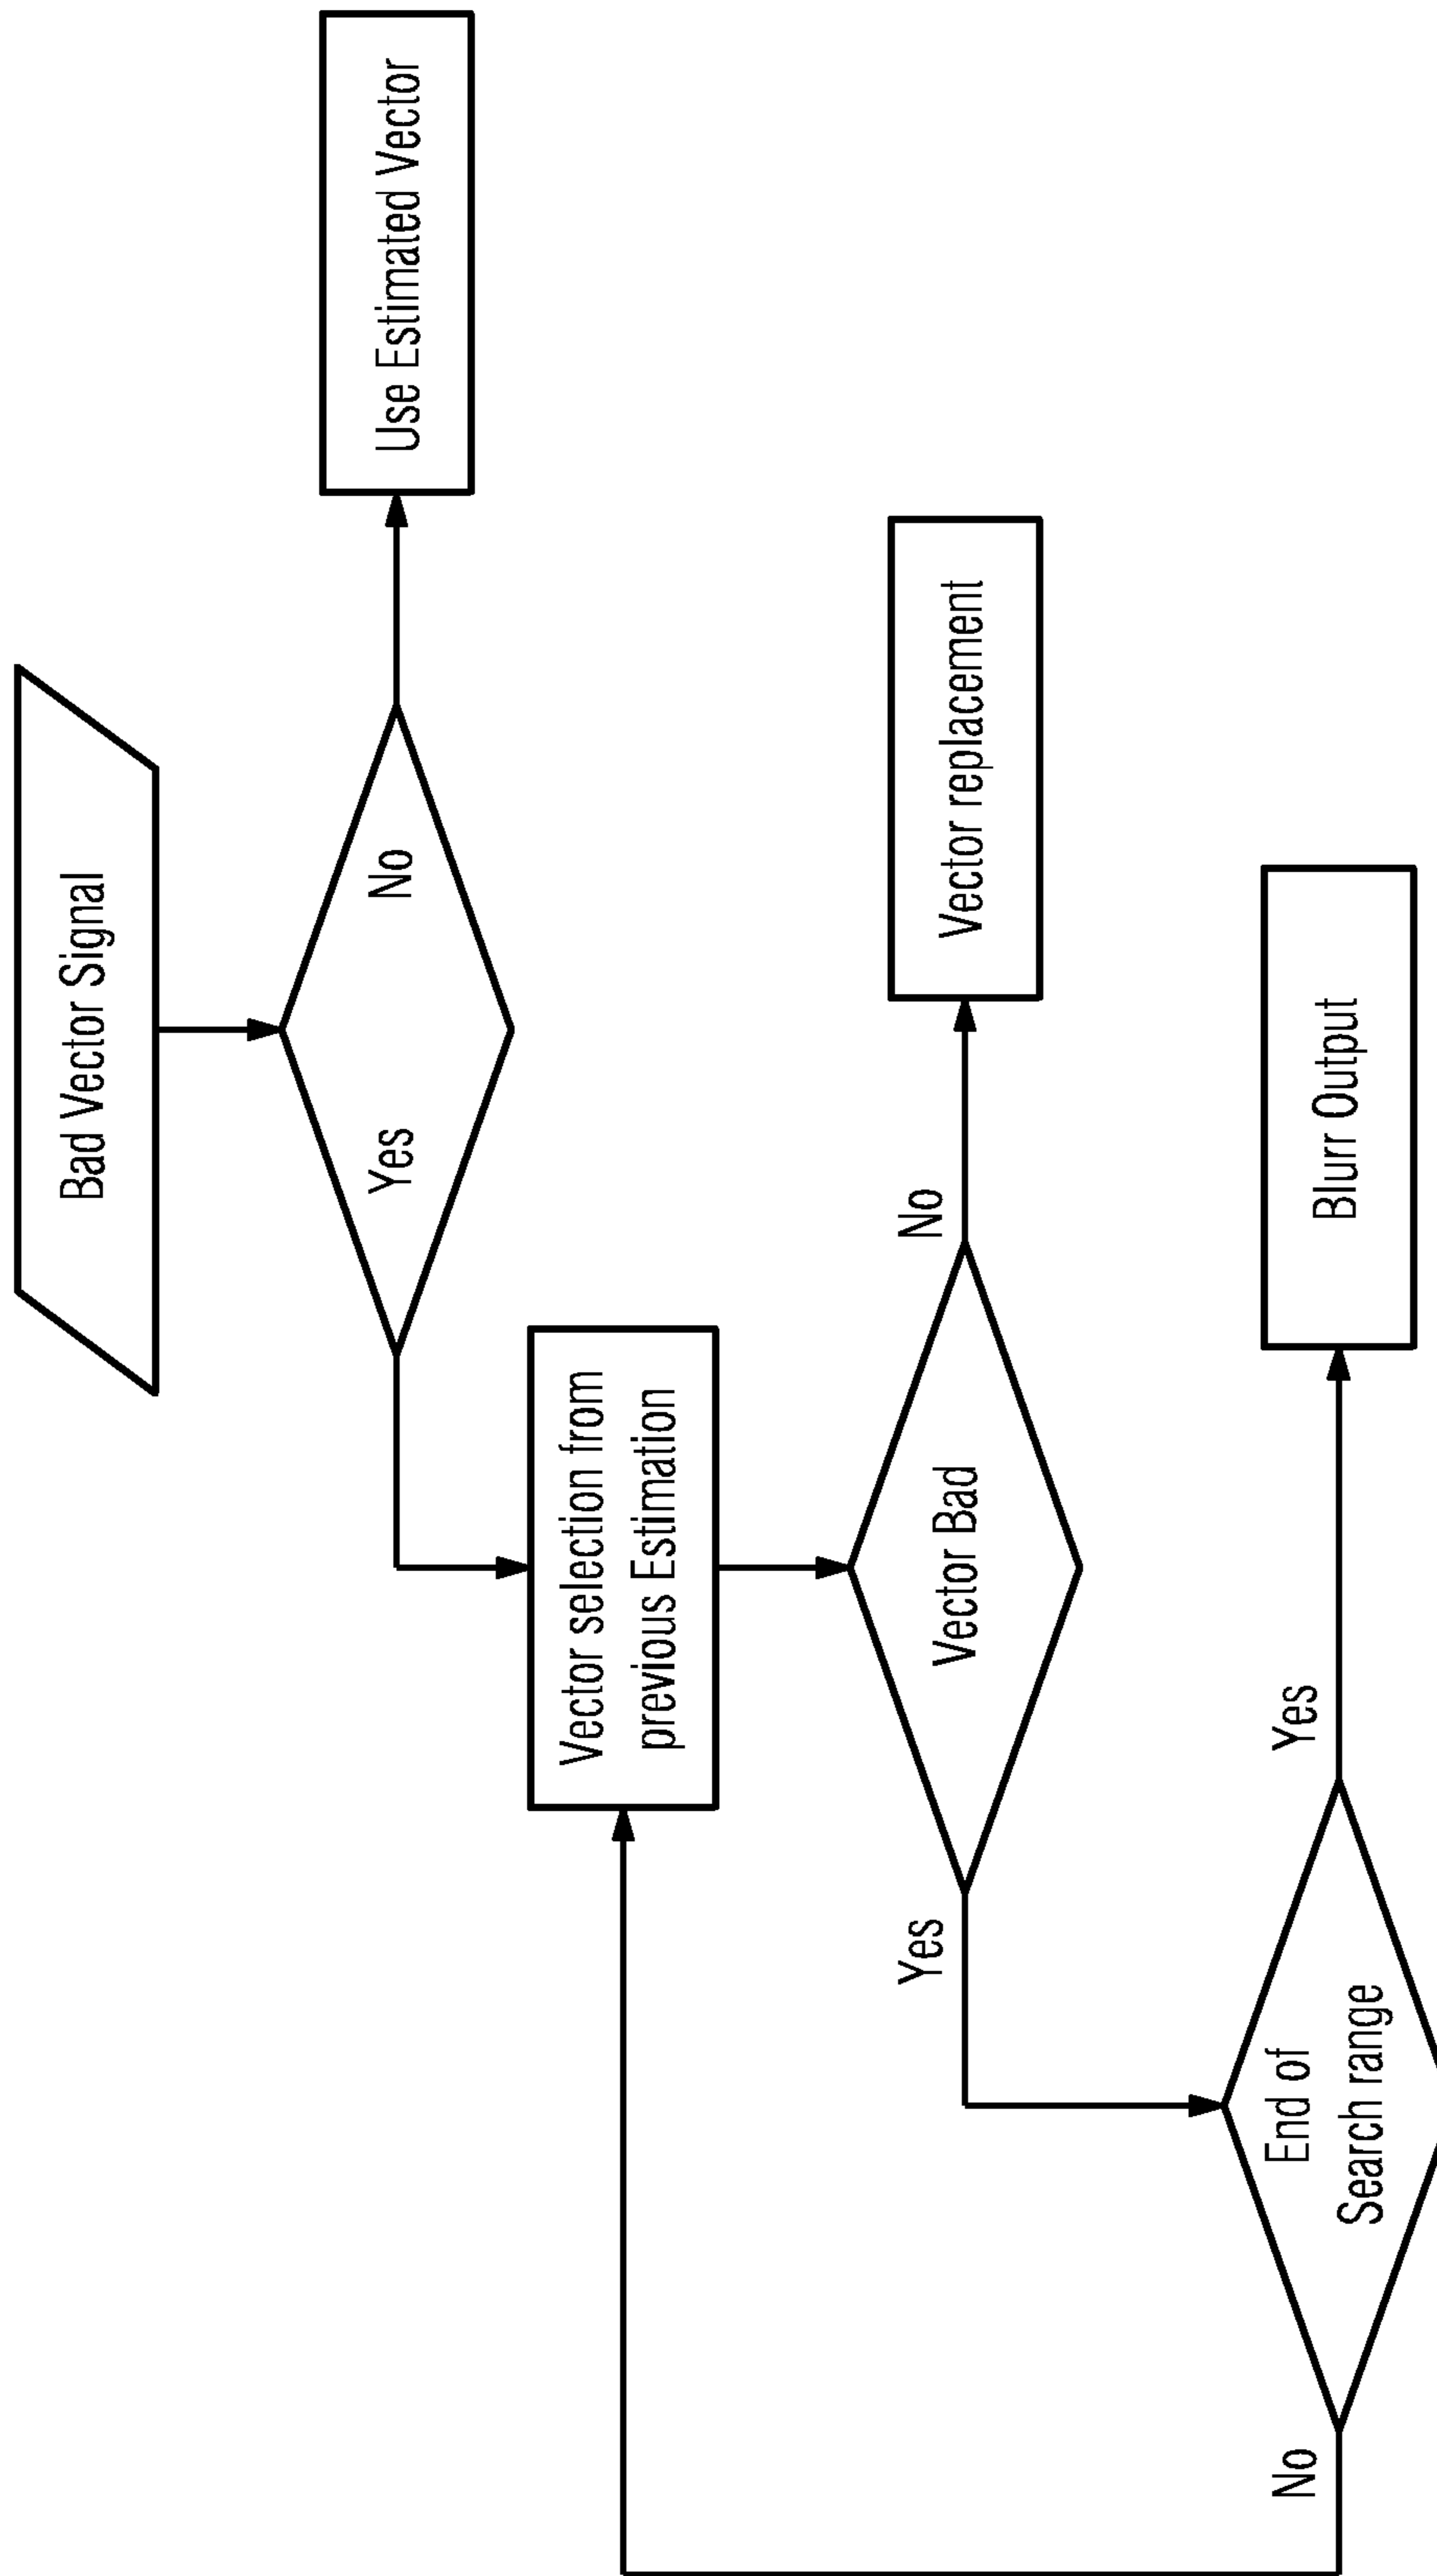 Bad Vector Signal
Yes
No
Use Estimated Vector
Vector selection from
previous Estimation
Vector Bad
Yes
No
Vector replacement
End of
Search range
No
Yes
Blurr Output